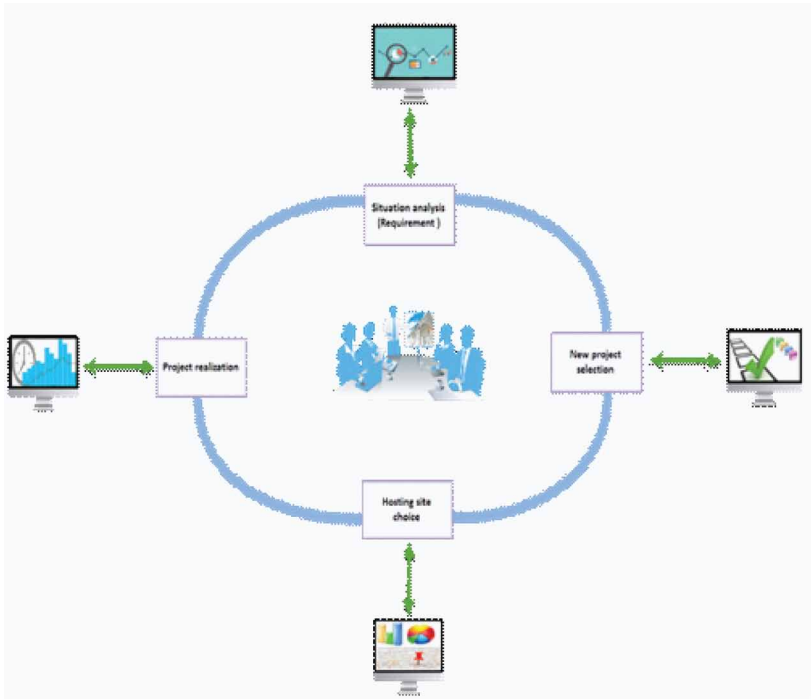 Situation analysis
(Requirement )
Project realization
New project
selection
Hosting site
choice